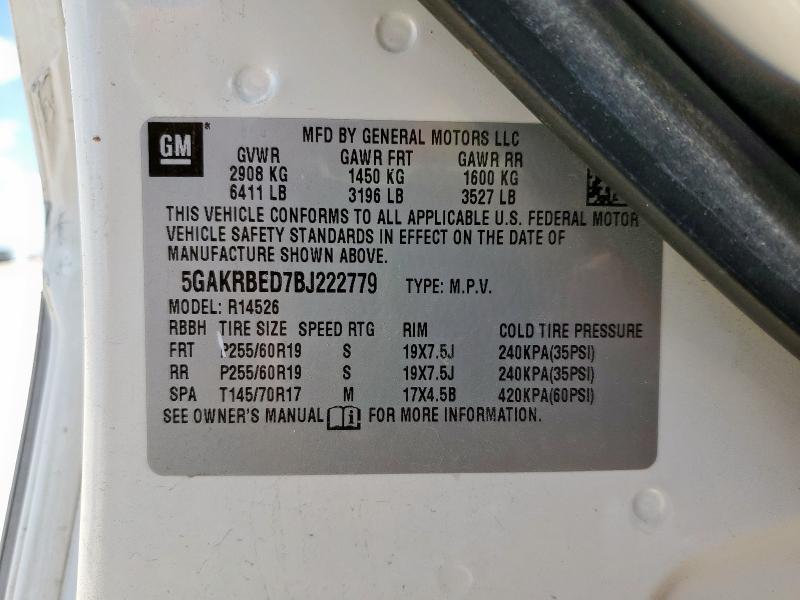 GM
MFD BY GENERAL MOTORS LLC
GVWR GAWR FRT GAWR RR
2908 KG 1450 KG 1600 KG
6411 LB 3196 LB 3527 LB
THIS VEHICLE CONFORMS TO ALL APPLICABLE U.S. FEDERAL MOTOR
VEHICLE SAFETY STANDARDS IN EFFECT ON THE DATE OF
MANUFACTURE SHOWN ABOVE.
5GAKRBED7BJ222779 TYPE: M.P.V.
MODEL: R14526
RBBH TIRE SIZE SPEED RTG RIM COLD TIRE PRESSURE
FRT P255/60R19 S 19X7.5J 240KPA(35PSI)
RR P255/60R19 S 19X7.5J 240KPA(35PSI)
SPA T145/70R17 M 17X4.5B 420KPA(60PSI)
SEE OWNER'S MANUAL i FOR MORE INFORMATION.